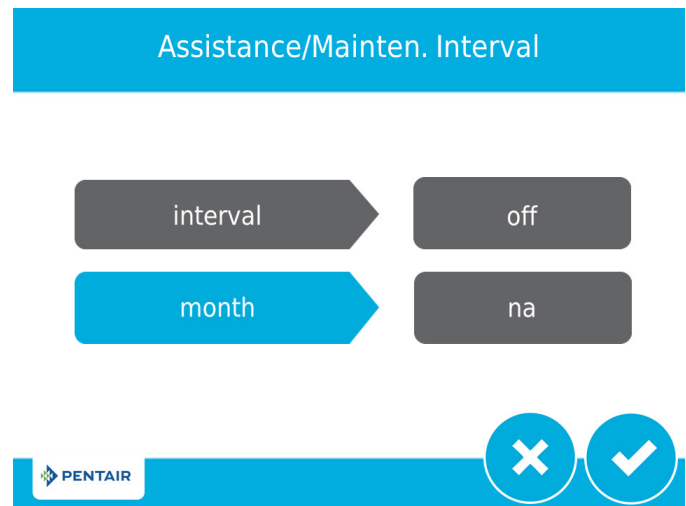 Assistance/Mainten. Interval
interval
off
month
na
PENTAIR